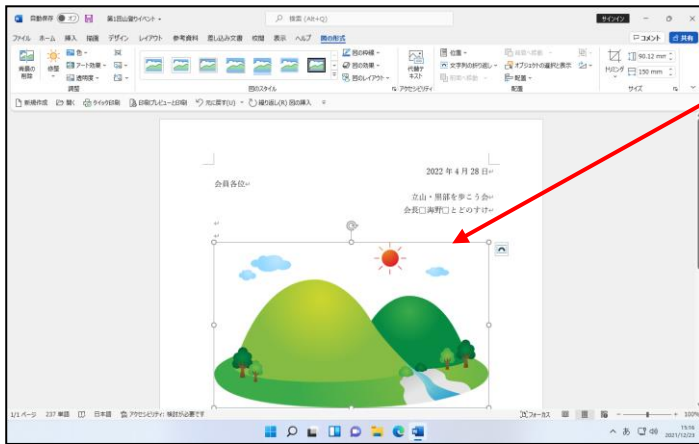 自動保存 オフ 第1回山登りイベント 検索 (Alt+Q) サインイン
ファイル ホーム 挿入 描画 デザイン レイアウト 参考資料 差し込み文書 校閲 表示 ヘルプ 図の形式 コメント 共有
背景の削除 修整 色 アート効果 透明度 図の枠線 図の効果 図のレイアウト 代替テキスト 位置 文字列の折り返し 前面へ移動 背面へ移動 オブジェクトの選択と表示 配置 トリミング 90.12 mm 150 mm
調整 図のスタイル アクセシビリティ 配置 サイズ
新規作成 開く クイック印刷 印刷プレビューと印刷 元に戻す(U) 繰り返し(R) 図の挿入
2022 年 4 月 28 日
会員各位
立山・黒部を歩こう会
会長□海野□とどのすけ
1/1 ページ 237 単語 日本語 アクセシビリティ: 検討が必要です フォーカス 100%
あ 2021/12/23